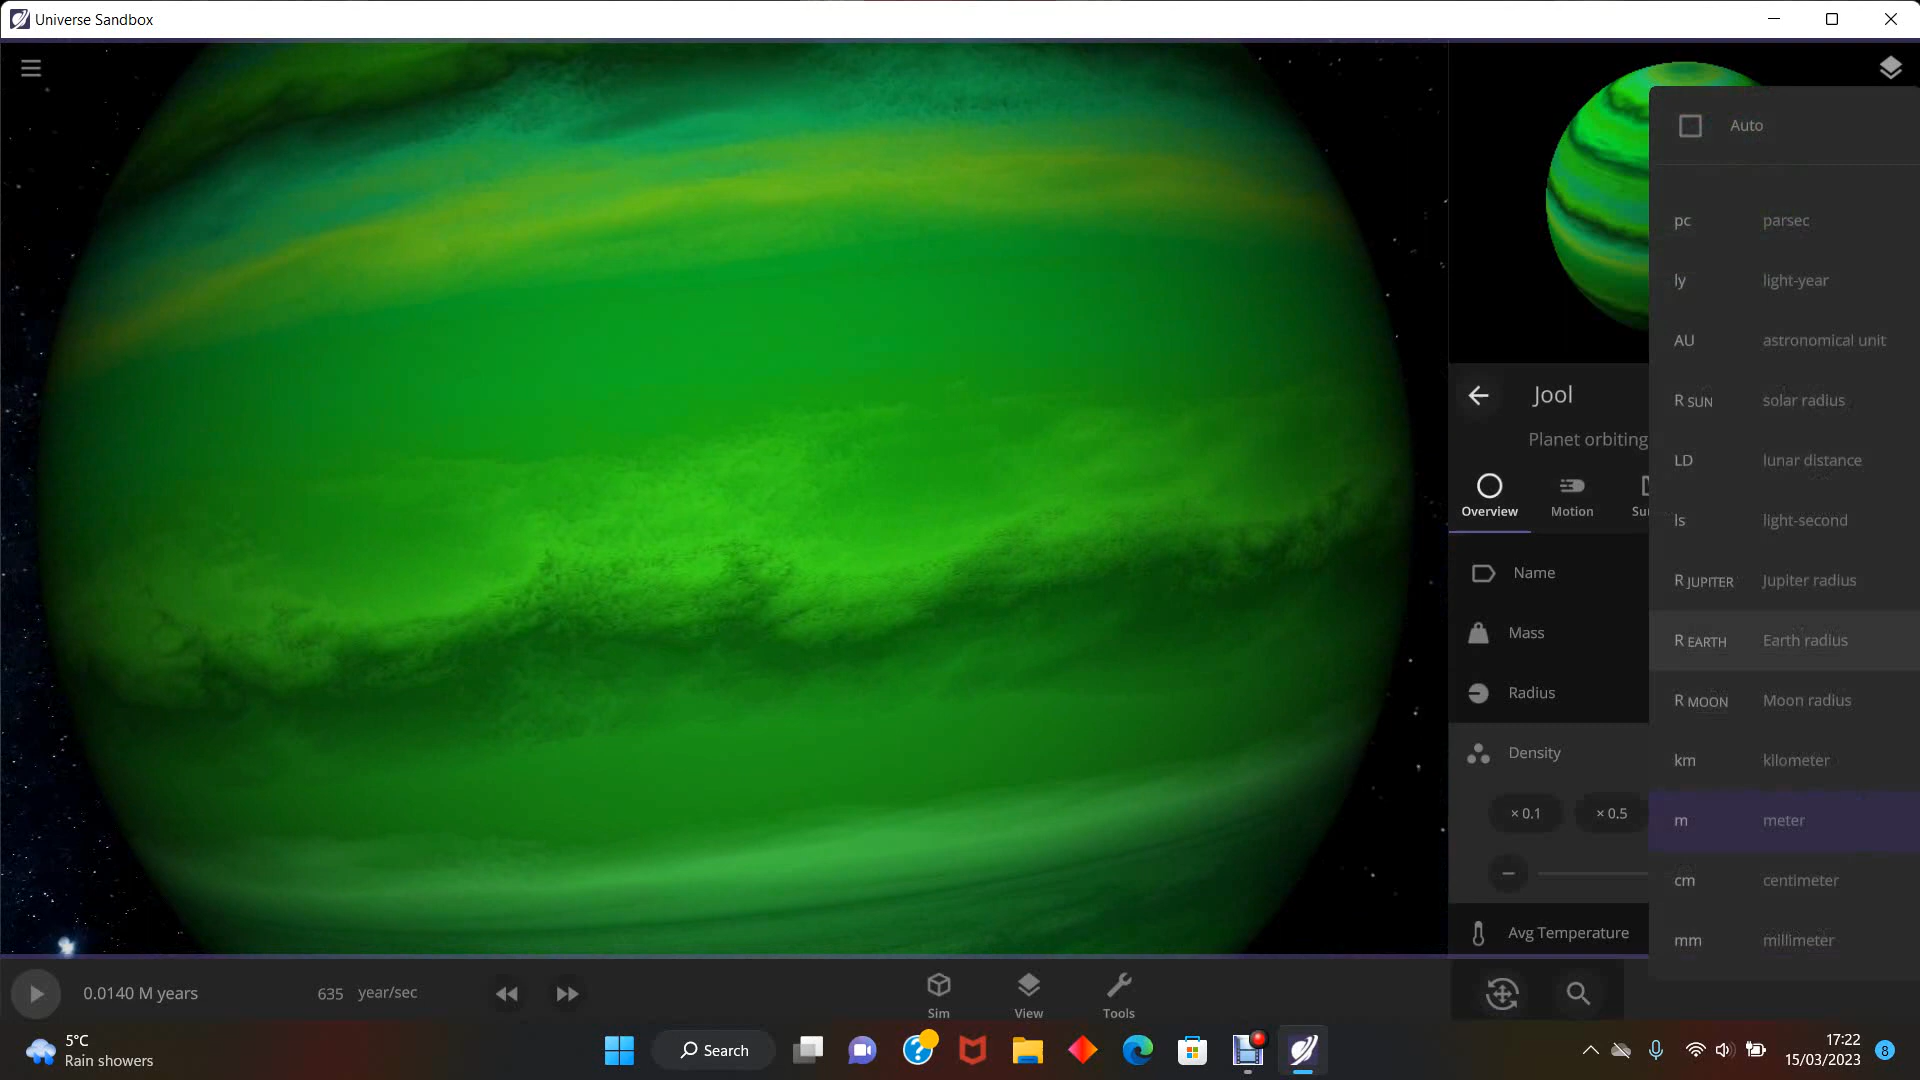 Universe Sandbox
Auto
pc parsec
ly light-year
AU astronomical unit
R SUN solar radius
LD lunar distance
ls light-second
R JUPITER Jupiter radius
R EARTH Earth radius
R MOON Moon radius
km kilometer
m meter
cm centimeter
mm millimeter
Jool
Planet orbiting
Overview
Motion
Name
Mass
Radius
Density
× 0.1
× 0.5
Avg Temperature
0.0140 M years
635 year/sec
Sim
View
Tools
5°C
Rain showers
Search
17:22
15/03/2023
8